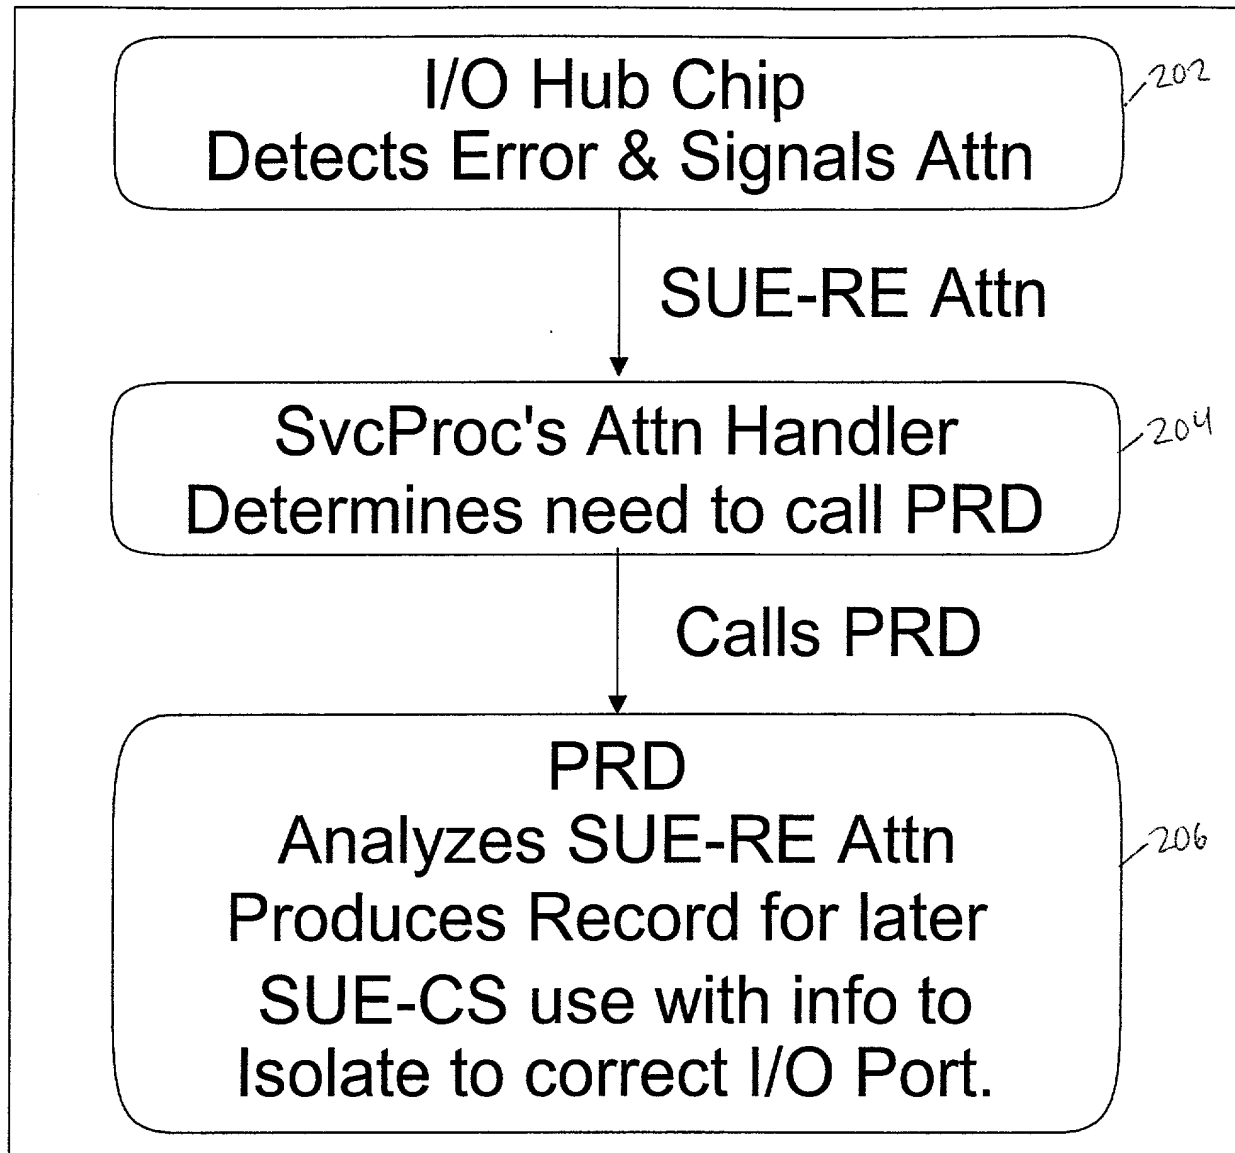 I/O Hub Chip
Detects Error & Signals Attn
202
SUE-RE Attn
SvcProc's Attn Handler
Determines need to call PRD
204
Calls PRD
PRD
Analyzes SUE-RE Attn
Produces Record for later
SUE-CS use with info to
Isolate to correct I/O Port.
206